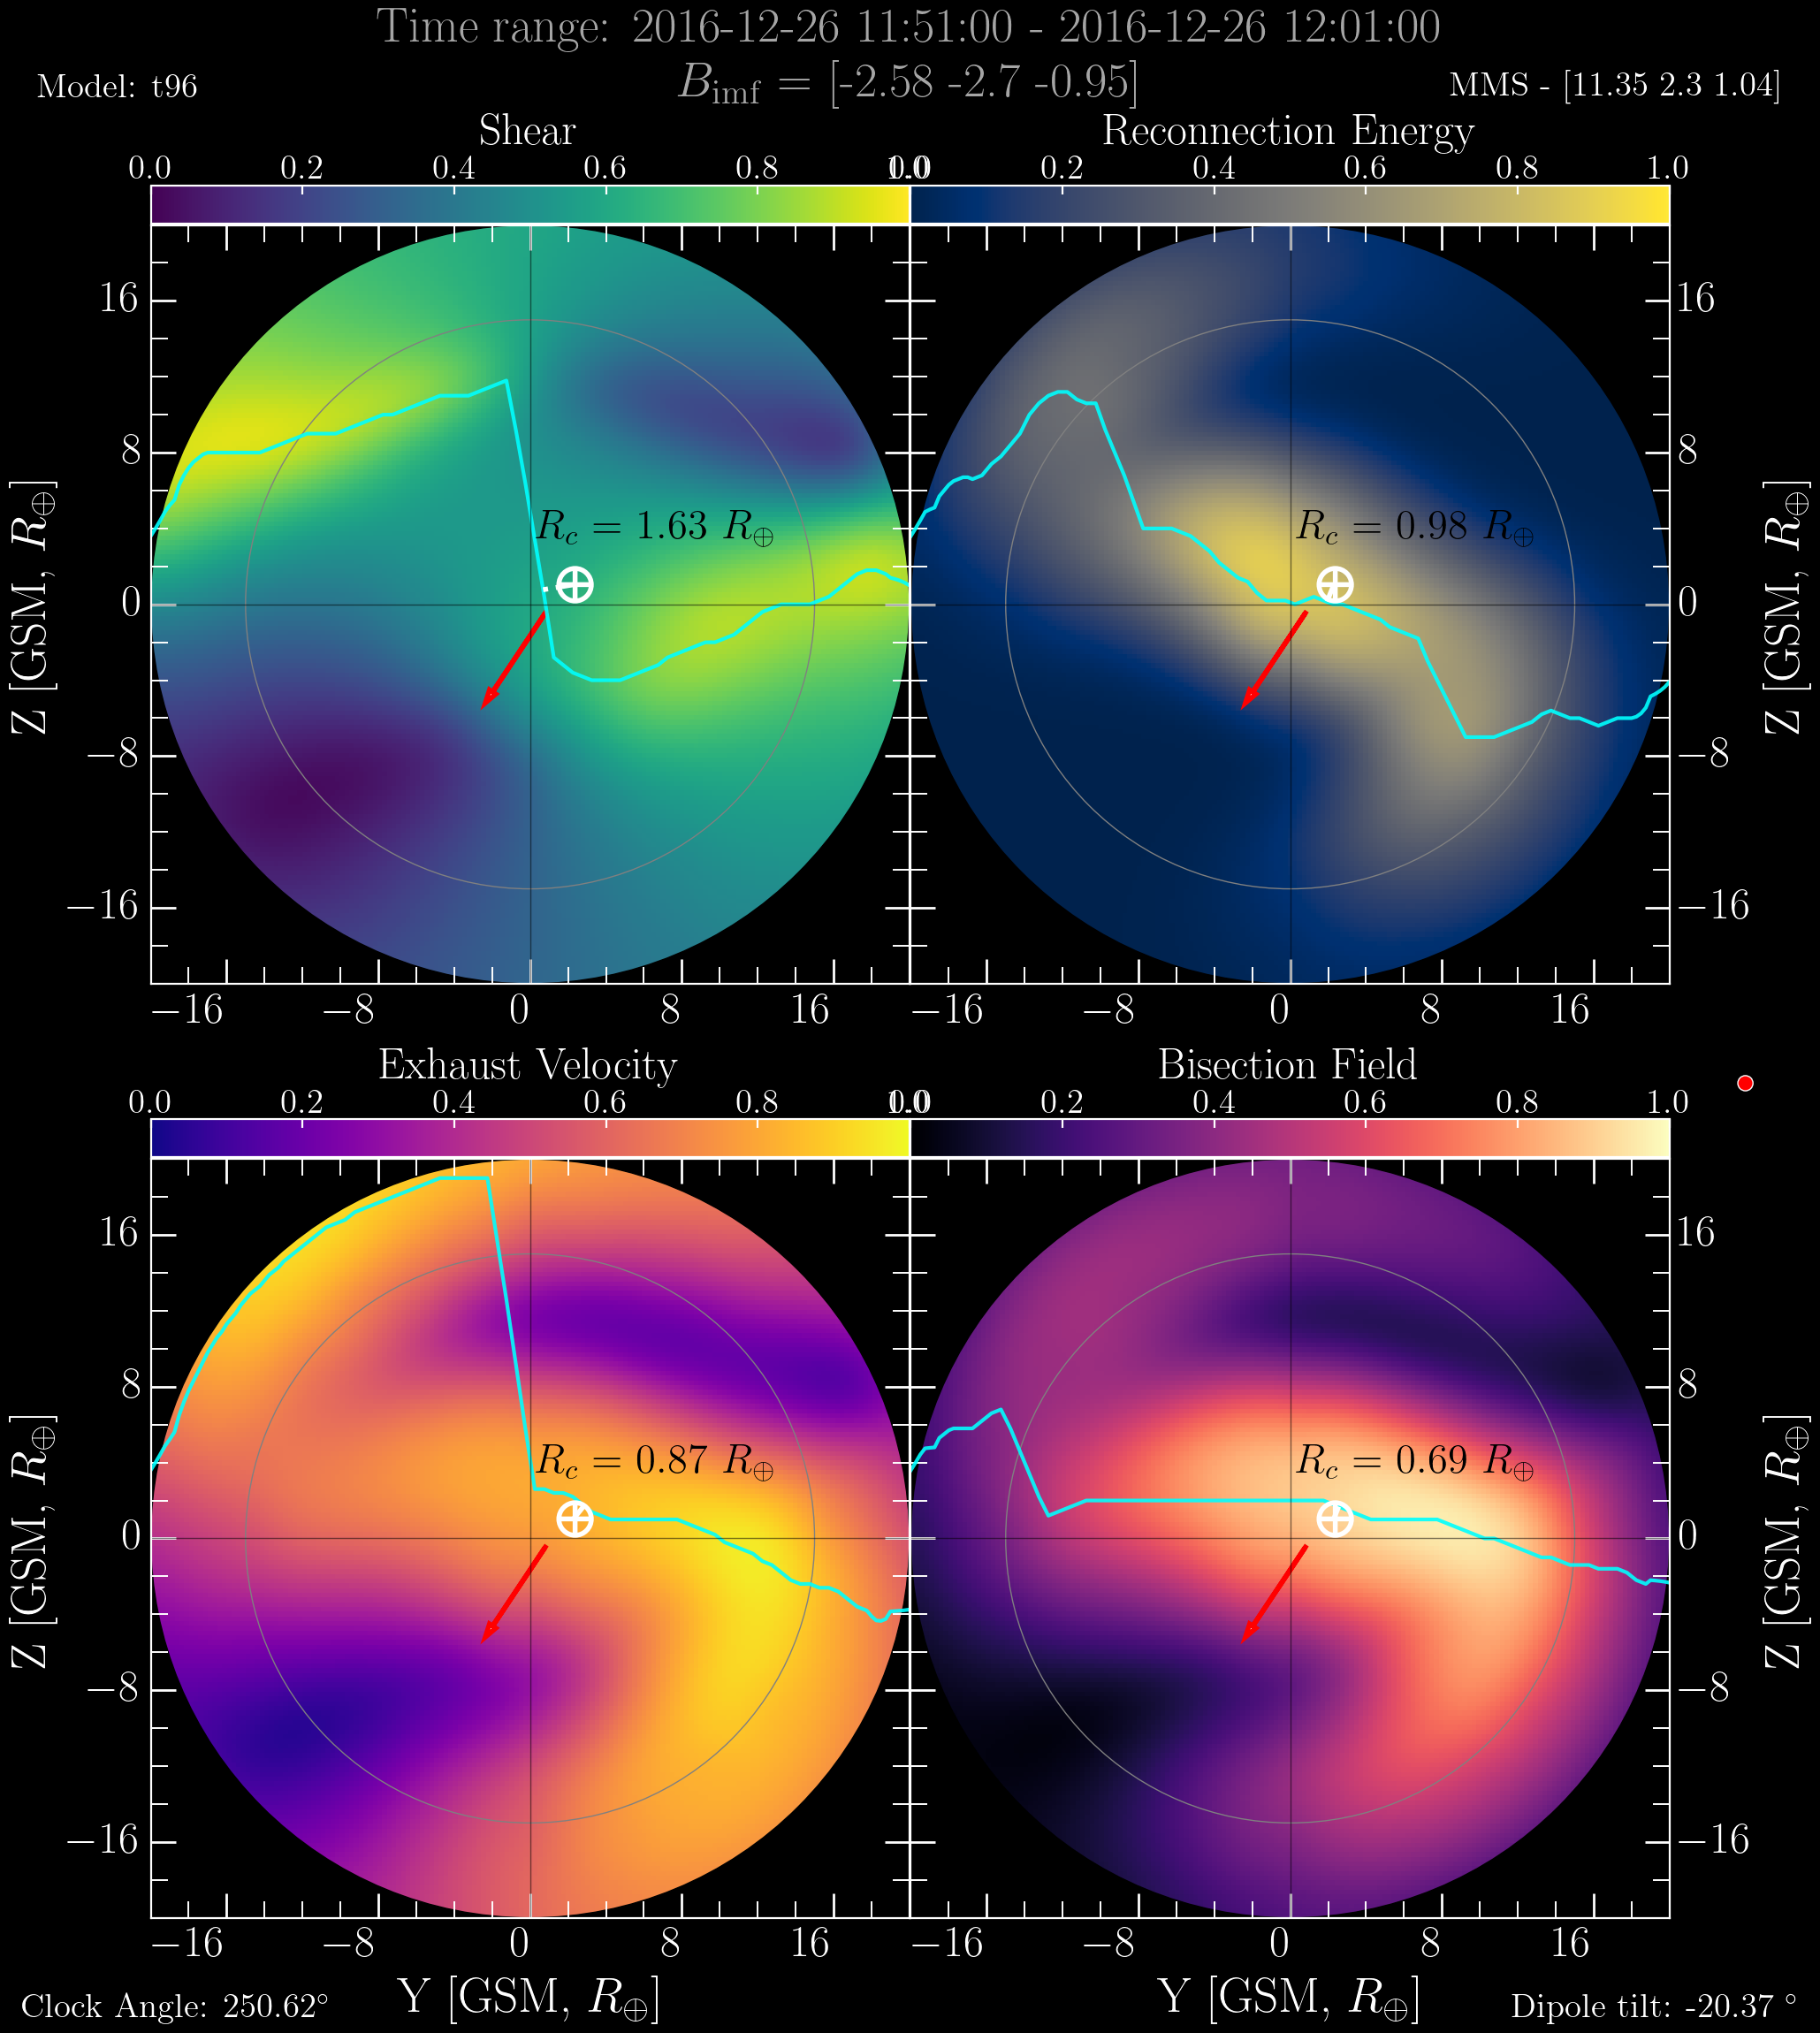 Time range: 2016-12-26 11:51:00 - 2016-12-26 12:01:00
Model: t96
B_imf = [-2.58 -2.7 -0.95]
MMS - [11.35 2.3 1.04]
Shear
Reconnection Energy
0.0 0.2 0.4 0.6 0.8 1.0
0.0 0.2 0.4 0.6 0.8 1.0
16
8
0
−8
−16
Z [GSM, R⊕]
R_c = 1.63 R⊕
R_c = 0.98 R⊕
16
8
0
−8
−16
Z [GSM, R⊕]
−16 −8 0 8 16
−16 −8 0 8 16
Exhaust Velocity
Bisection Field
0.0 0.2 0.4 0.6 0.8 1.0
0.0 0.2 0.4 0.6 0.8 1.0
16
8
0
−8
−16
Z [GSM, R⊕]
R_c = 0.87 R⊕
R_c = 0.69 R⊕
16
8
0
−8
−16
Z [GSM, R⊕]
−16 −8 0 8 16
−16 −8 0 8 16
Y [GSM, R⊕]
Y [GSM, R⊕]
Clock Angle: 250.62°
Dipole tilt: -20.37 °